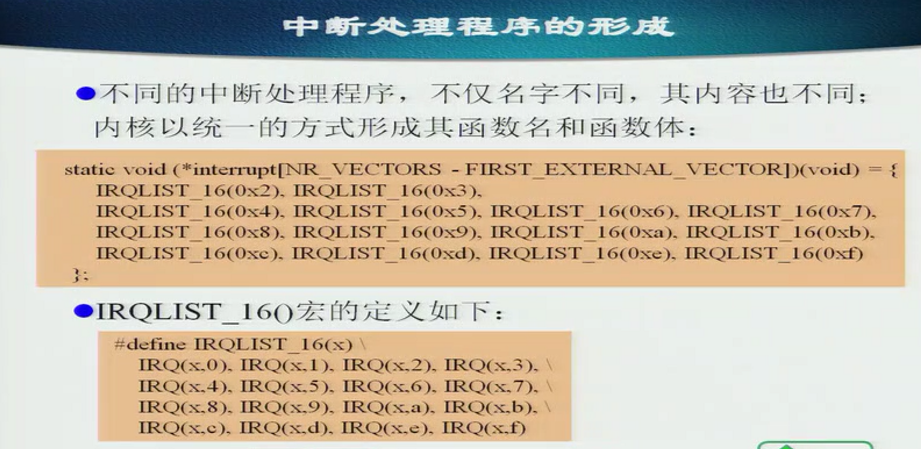 中断处理程序的形成
●不同的中断处理程序，不仅名字不同，其内容也不同；
内核以统一的方式形成其函数名和函数体：
static void (*interrupt[NR_VECTORS - FIRST_EXTERNAL_VECTOR])(void) = {
IRQLIST_16(0x2), IRQLIST_16(0x3),
IRQLIST_16(0x4), IRQLIST_16(0x5), IRQLIST_16(0x6), IRQLIST_16(0x7),
IRQLIST_16(0x8), IRQLIST_16(0x9), IRQLIST_16(0xa), IRQLIST_16(0xb),
IRQLIST_16(0xc), IRQLIST_16(0xd), IRQLIST_16(0xe), IRQLIST_16(0xf)
};
●IRQLIST_16()宏的定义如下：
#define IRQLIST_16(x) \
IRQ(x,0), IRQ(x,1), IRQ(x,2), IRQ(x,3), \
IRQ(x,4), IRQ(x,5), IRQ(x,6), IRQ(x,7), \
IRQ(x,8), IRQ(x,9), IRQ(x,a), IRQ(x,b), \
IRQ(x,c), IRQ(x,d), IRQ(x,e), IRQ(x,f)